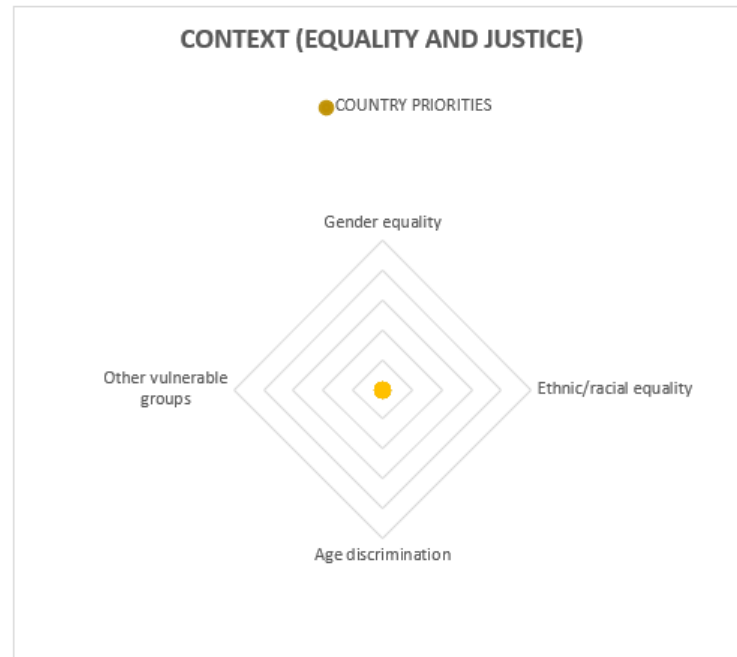 CONTEXT (EQUALITY AND JUSTICE)
COUNTRY PRIORITIES
Gender equality
Other vulnerable
groups
Ethnic/racial equality
Age discrimination